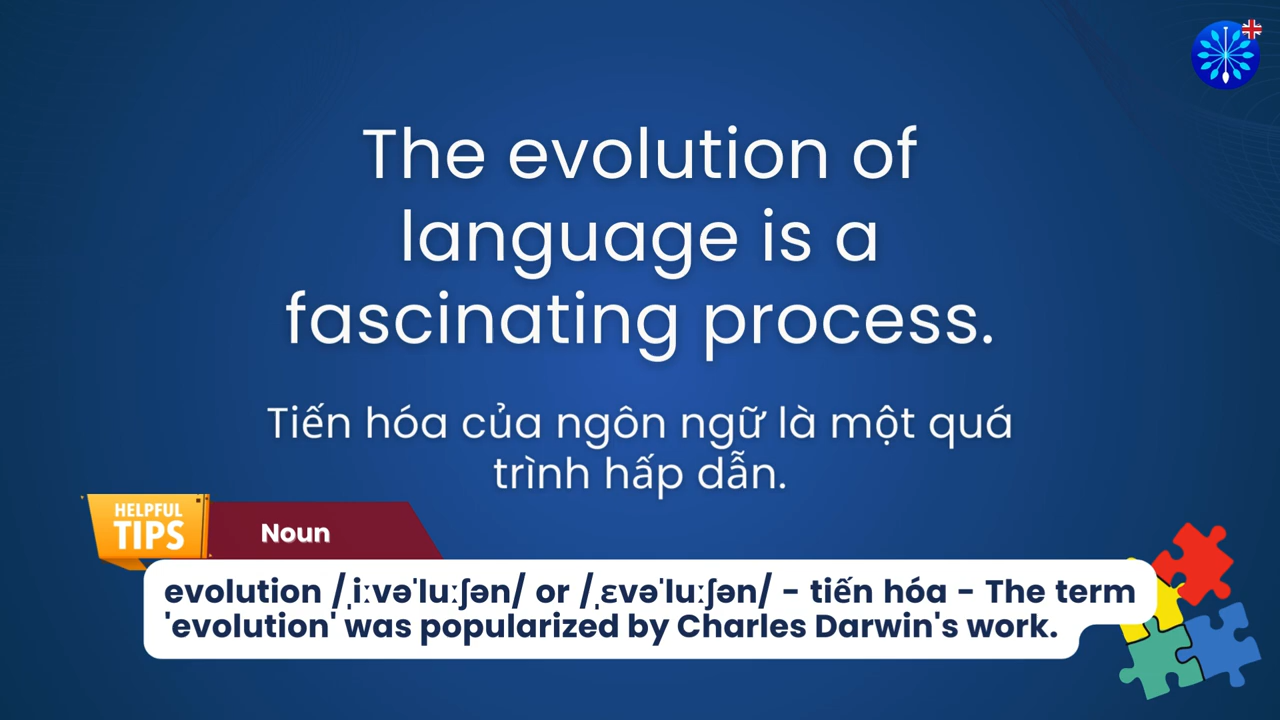 The evolution of
language is a
fascinating process.
Tiến hóa của ngôn ngữ là một quá
trình hấp dẫn.
HELPFUL
TIPS
Noun
evolution /ˌiːvəˈluːʃən/ or /ˌɛvəˈluːʃən/ - tiến hóa - The term
'evolution' was popularized by Charles Darwin's work.